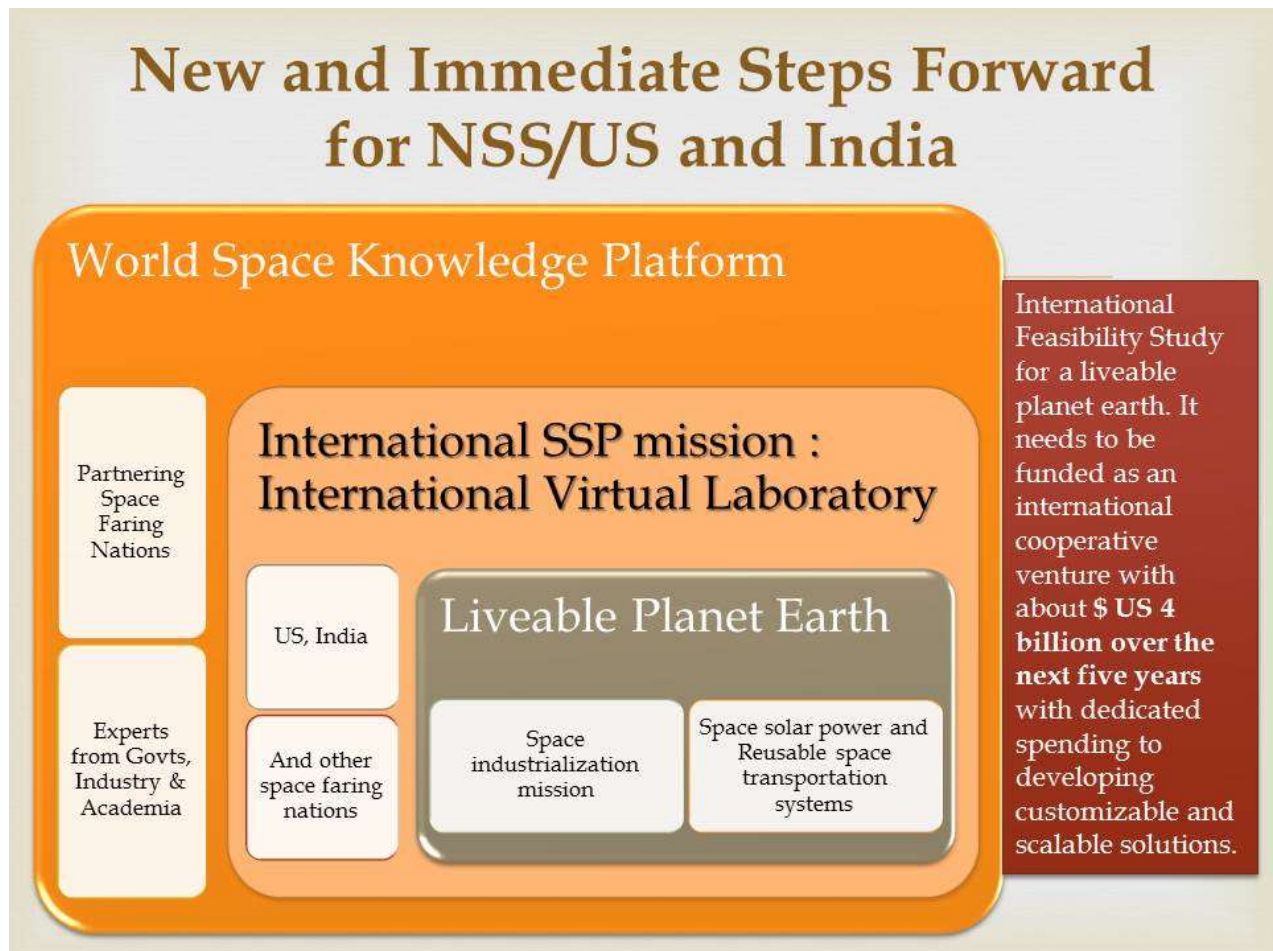 New and Immediate Steps Forward
for NSS/US and India
World Space Knowledge Platform
Partnering
Space
Faring
Nations
Experts
from Govts,
Industry &
Academia
International SSP mission :
International Virtual Laboratory
US, India
And other
space faring
nations
Liveable Planet Earth
Space
industrialization
mission
Space solar power and
Reusable space
transportation
systems
International
Feasibility Study
for a liveable
planet earth. It
needs to be
funded as an
international
cooperative
venture with
about $ US 4
billion over the
next five years
with dedicated
spending to
developing
customizable and
scalable solutions.